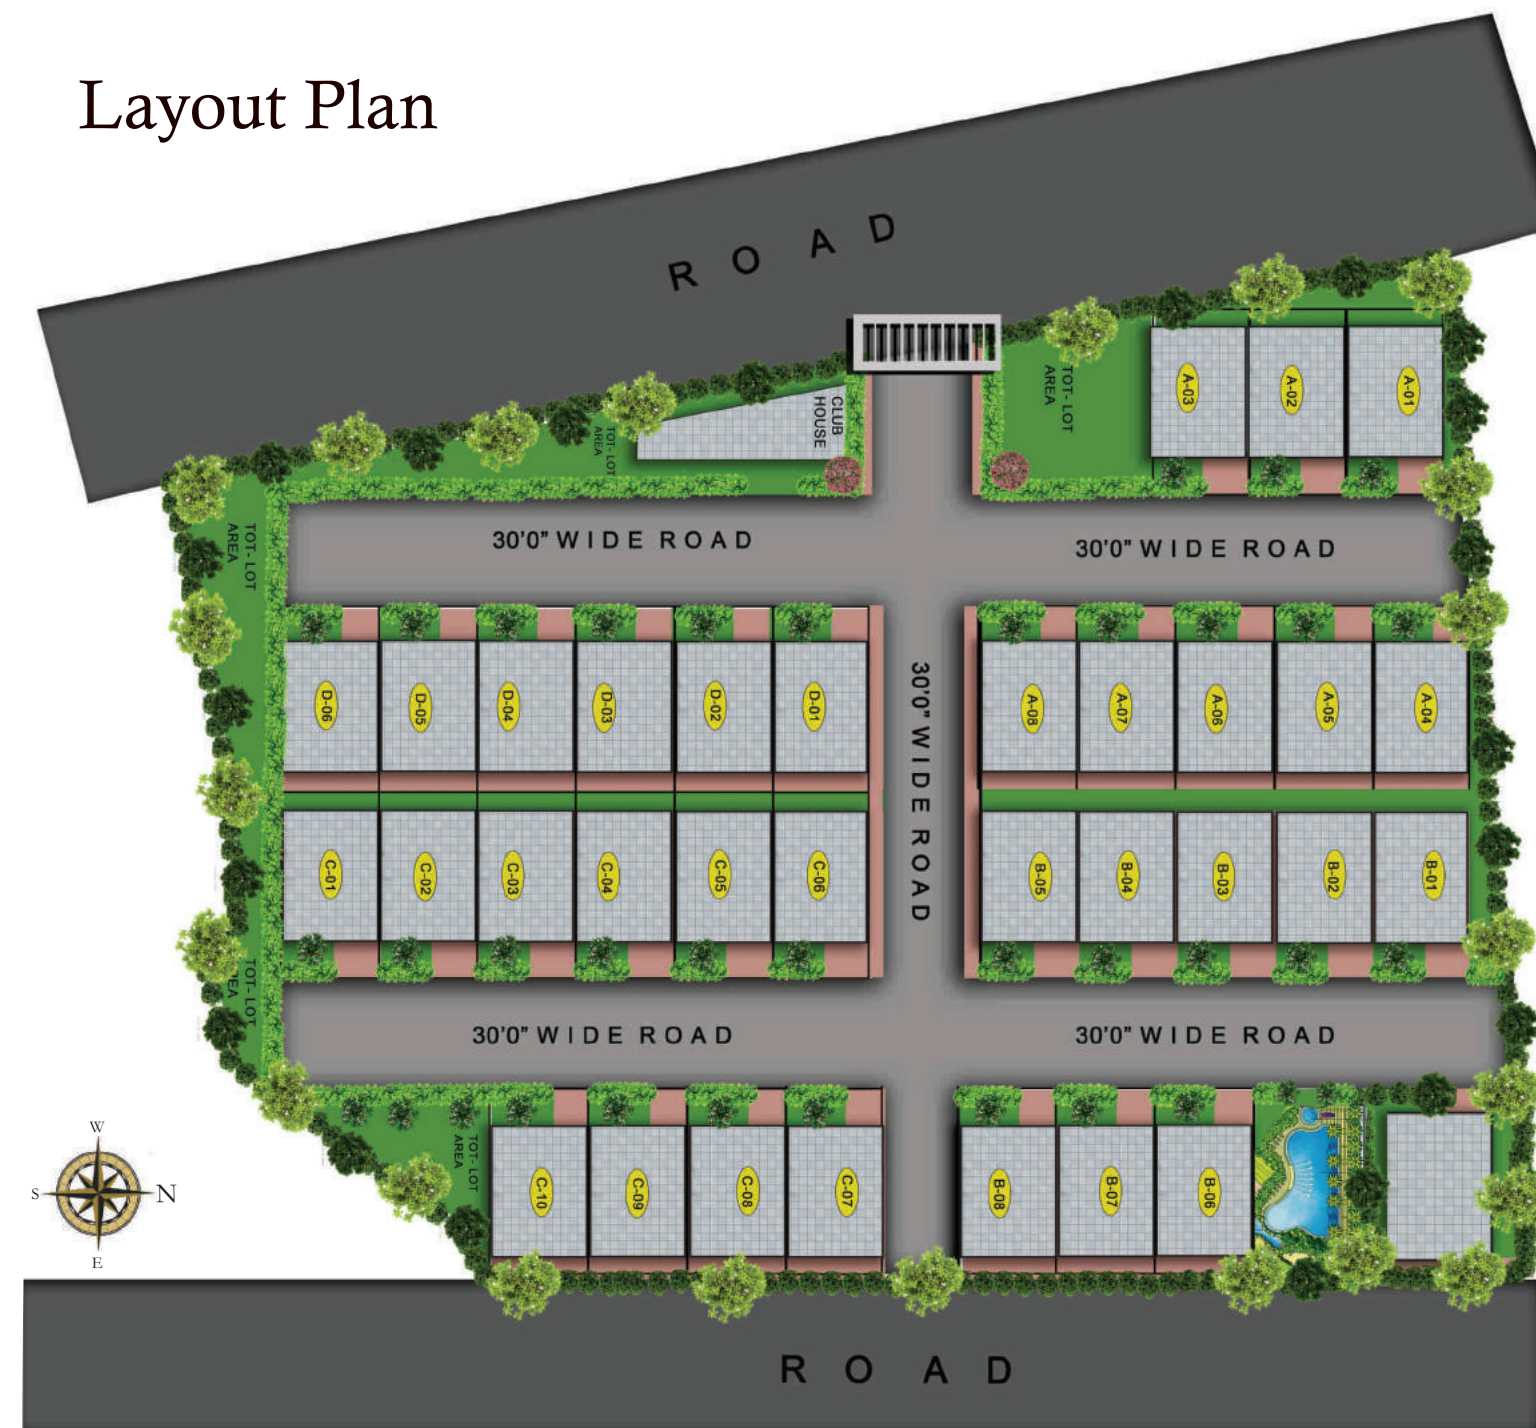 Layout Plan
ROAD
CLUB
HOUSE
TOT- LOT
AREA
TOT- LOT
AREA
A-03
A-02
A-01
TOT- LOT
AREA
30'0" WIDE ROAD
30'0" WIDE ROAD
D-06
D-05
D-04
D-03
D-02
D-01
30'0" WIDE ROAD
A-08
A-07
A-06
A-05
A-04
C-01
C-02
C-03
C-04
C-05
C-06
B-05
B-04
B-03
B-02
B-01
TOT- LOT
AREA
30'0" WIDE ROAD
30'0" WIDE ROAD
TOT- LOT
AREA
C-10
C-09
C-08
C-07
B-08
B-07
B-06
W
S
N
E
ROAD